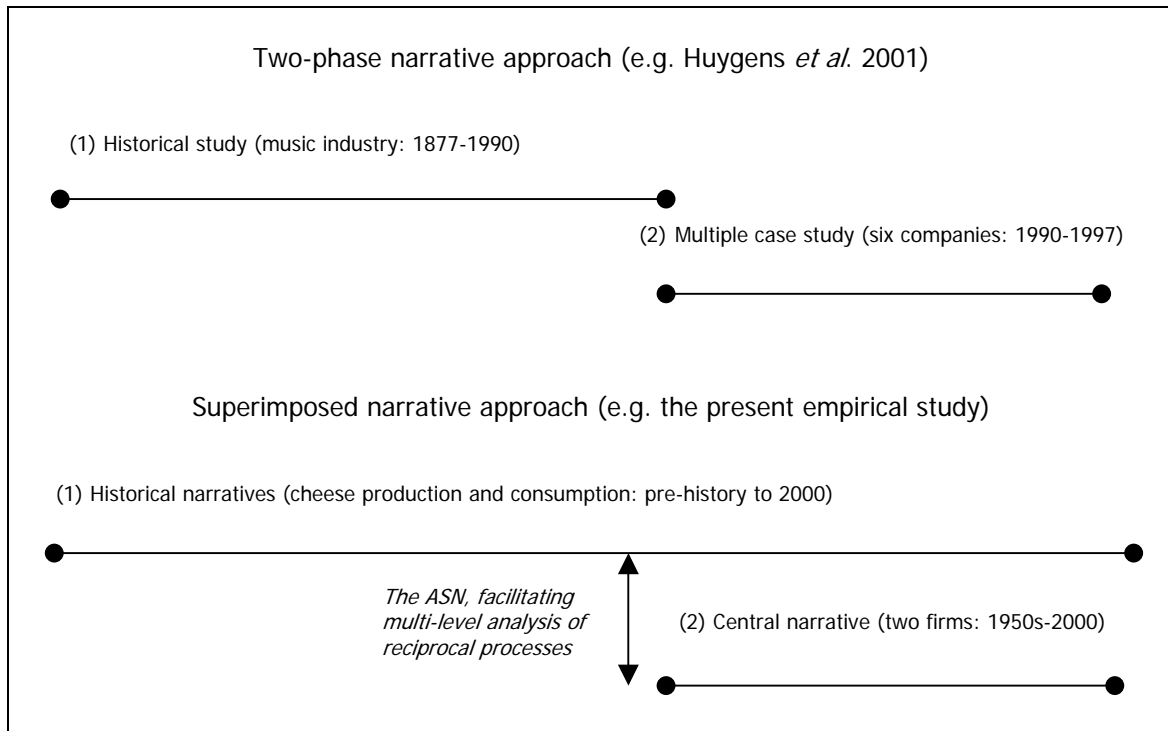 Two-phase narrative approach (e.g. Huygens et al. 2001)
(1) Historical study (music industry: 1877-1990)
(2) Multiple case study (six companies: 1990-1997)
Superimposed narrative approach (e.g. the present empirical study)
(1) Historical narratives (cheese production and consumption: pre-history to 2000)
The ASN, facilitating
multi-level analysis of
reciprocal processes
(2) Central narrative (two firms: 1950s-2000)